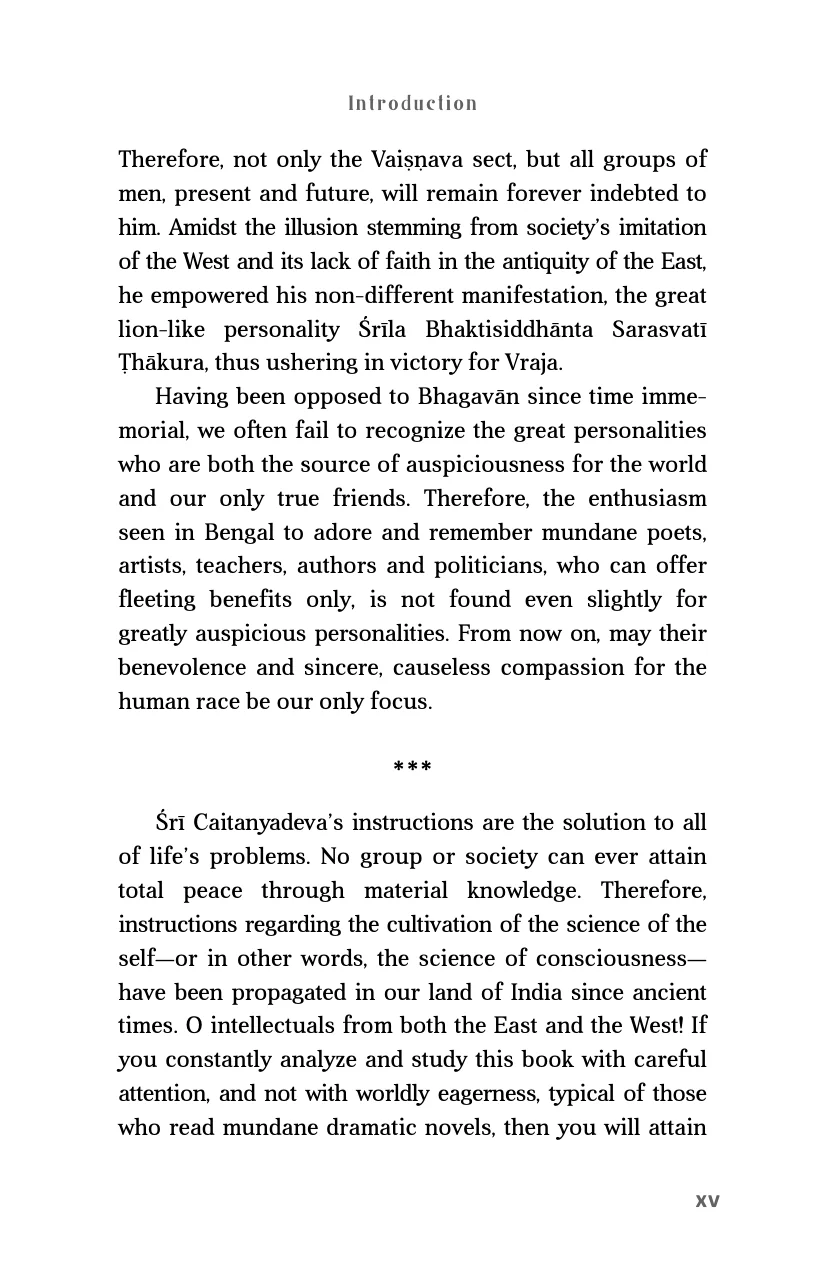 Introduction
Therefore, not only the Vaiṣṇava sect, but all groups of
men, present and future, will remain forever indebted to
him. Amidst the illusion stemming from society’s imitation
of the West and its lack of faith in the antiquity of the East,
he empowered his non-different manifestation, the great
lion-like personality Śrīla Bhaktisiddhānta Sarasvatī
Ṭhākura, thus ushering in victory for Vraja.
Having been opposed to Bhagavān since time imme-
morial, we often fail to recognize the great personalities
who are both the source of auspiciousness for the world
and our only true friends. Therefore, the enthusiasm
seen in Bengal to adore and remember mundane poets,
artists, teachers, authors and politicians, who can offer
fleeting benefits only, is not found even slightly for
greatly auspicious personalities. From now on, may their
benevolence and sincere, causeless compassion for the
human race be our only focus.
***
Śrī Caitanyadeva’s instructions are the solution to all
of life’s problems. No group or society can ever attain
total peace through material knowledge. Therefore,
instructions regarding the cultivation of the science of the
self—or in other words, the science of consciousness—
have been propagated in our land of India since ancient
times. O intellectuals from both the East and the West! If
you constantly analyze and study this book with careful
attention, and not with worldly eagerness, typical of those
who read mundane dramatic novels, then you will attain
xv